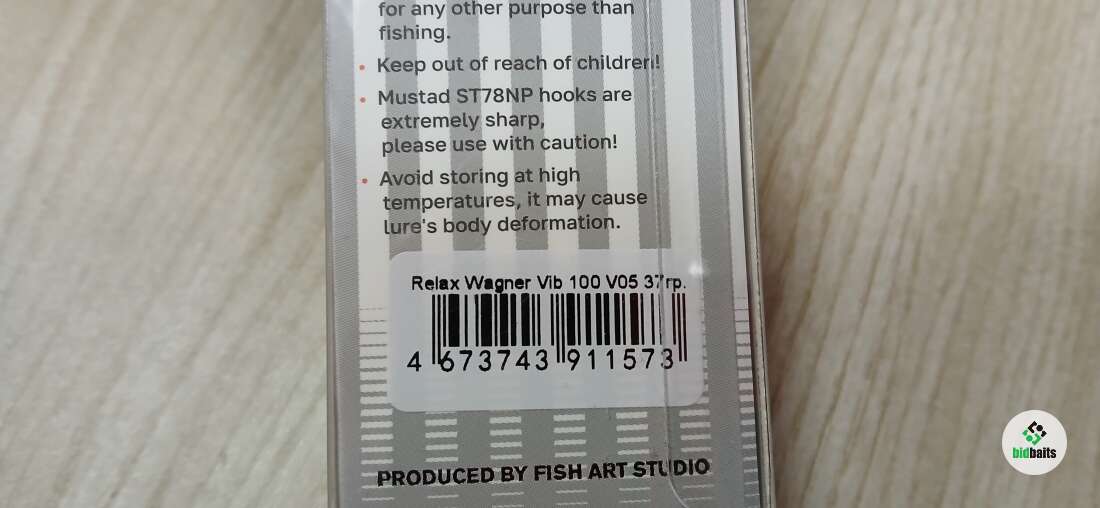 for any other purpose than
fishing.
• Keep out of reach of children!
• Mustad ST78NP hooks are
extremely sharp,
please use with caution!
• Avoid storing at high
temperatures, it may cause
lure's body deformation.
Relax Wagner Vib 100 V05 37гр.
4 673743 911573
PRODUCED BY FISH ART STUDIO
bidbaits